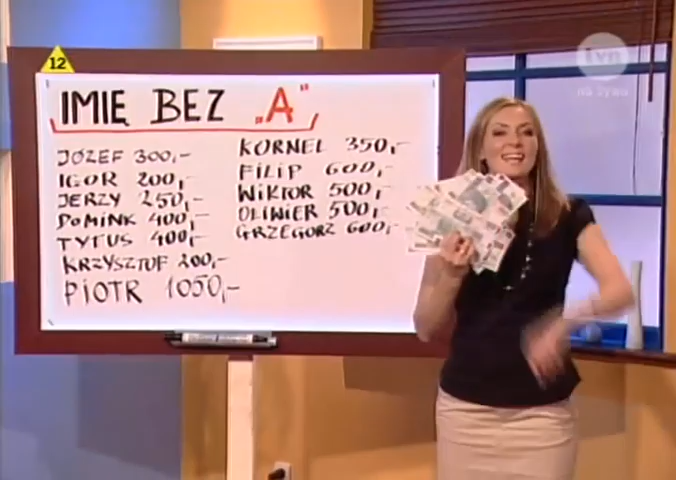 12
tvn
na żywo
IMIĘ BEZ „A"
JÓZEF 300,-
IGOR 200,-
JERZY 250,-
DOMINK 400,-
TYTUS 400,-
KRZYSZTOF 200,-
PIOTR 1050,-
KORNEL 350,-
FILIP 600,-
WIKTOR 500,-
OLIWIER 500,-
GRZEGORZ 600,-